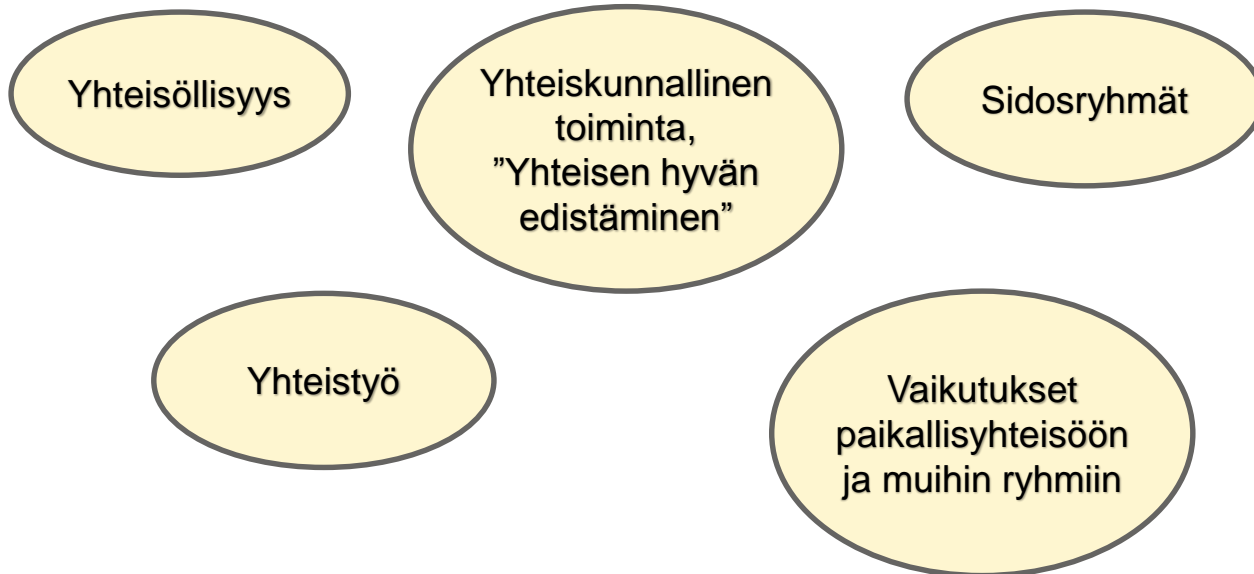 Yhteisöllisyys
Yhteiskunnallinen
toiminta,
”Yhteisen hyvän
edistäminen”
Sidosryhmät
Yhteistyö
Vaikutukset
paikallisyhteisöön
ja muihin ryhmiin